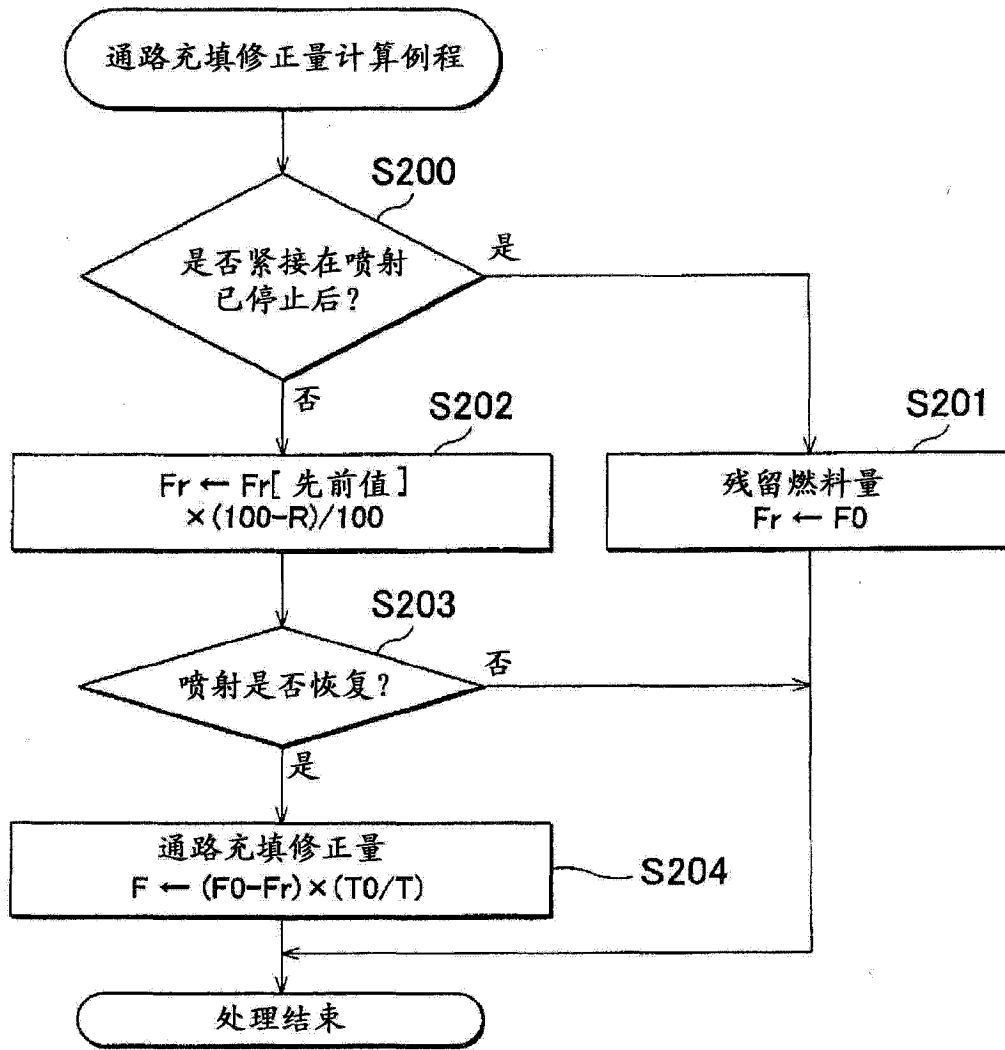 通路充填修正量计算例程
S200
是否紧接在喷射
已停止后？
是
否
S202
Fr ← Fr[ 先前值 ]
×(100-R)/100
S201
残留燃料量
Fr ← F0
S203
喷射是否恢复？
否
是
通路充填修正量
F ← (F0-Fr)×(T0/T)
S204
处理结束